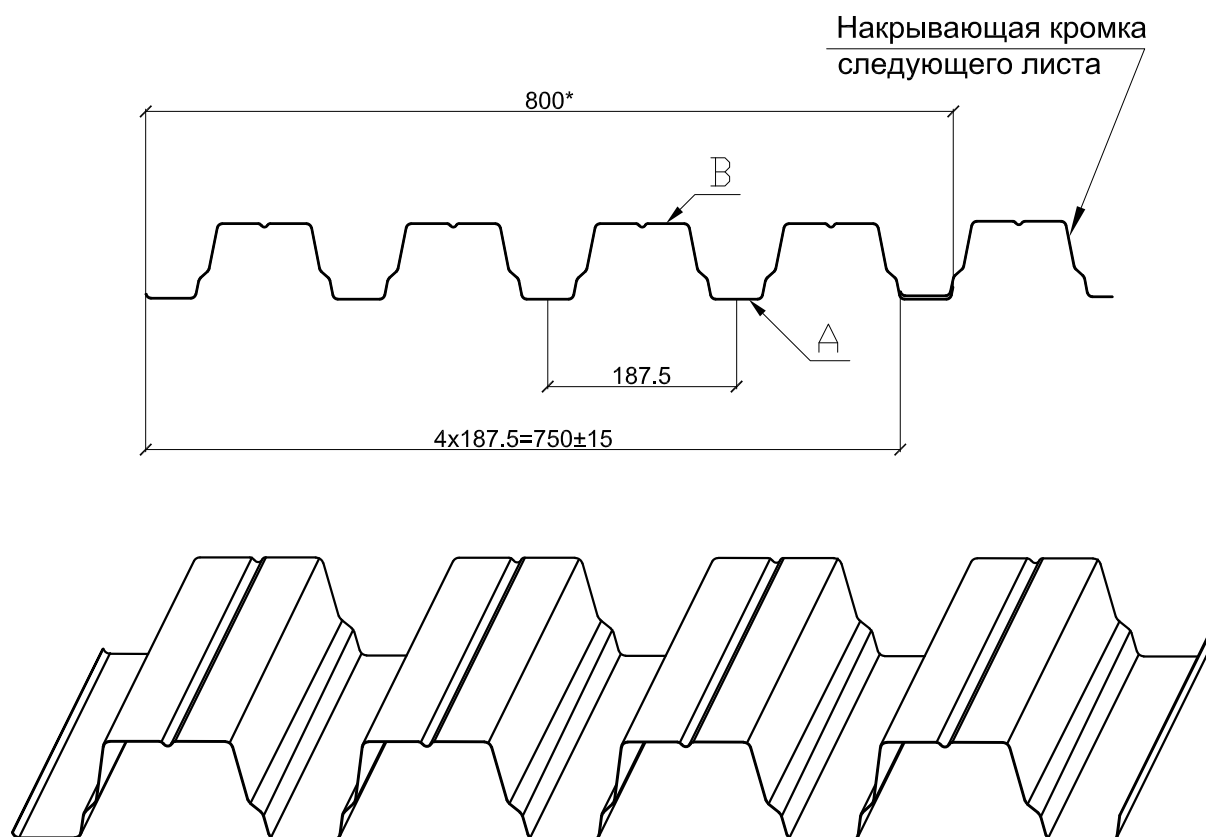 Накрывающая кромка
следующего листа
800*
B
A
187.5
4x187.5=750±15